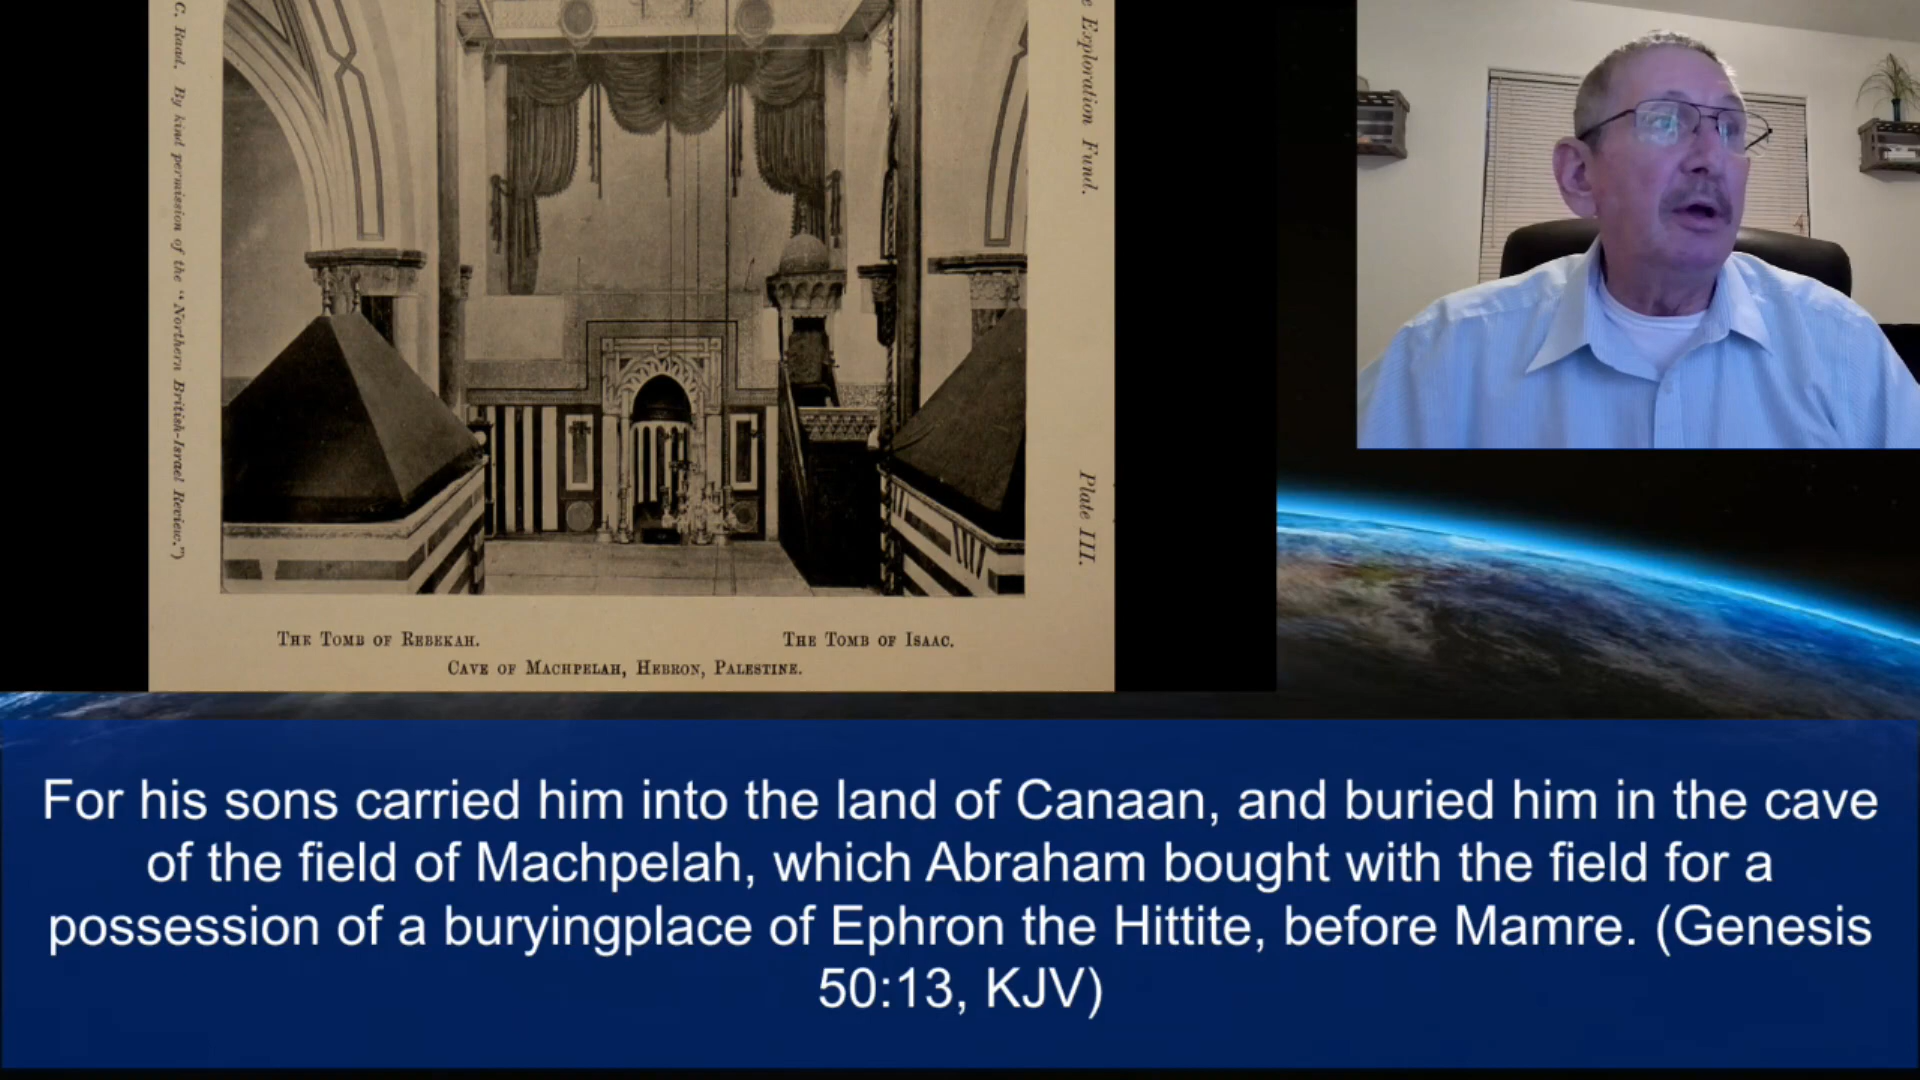 C. Raad. By kind permission of the "Northern British-Israel Review.")
Exploration Fund.
Plate III.
THE TOMB OF REBEKAH.
THE TOMB OF ISAAC.
CAVE OF MACHPELAH, HEBRON, PALESTINE.
For his sons carried him into the land of Canaan, and buried him in the cave
of the field of Machpelah, which Abraham bought with the field for a
possession of a buryingplace of Ephron the Hittite, before Mamre. (Genesis
50:13, KJV)